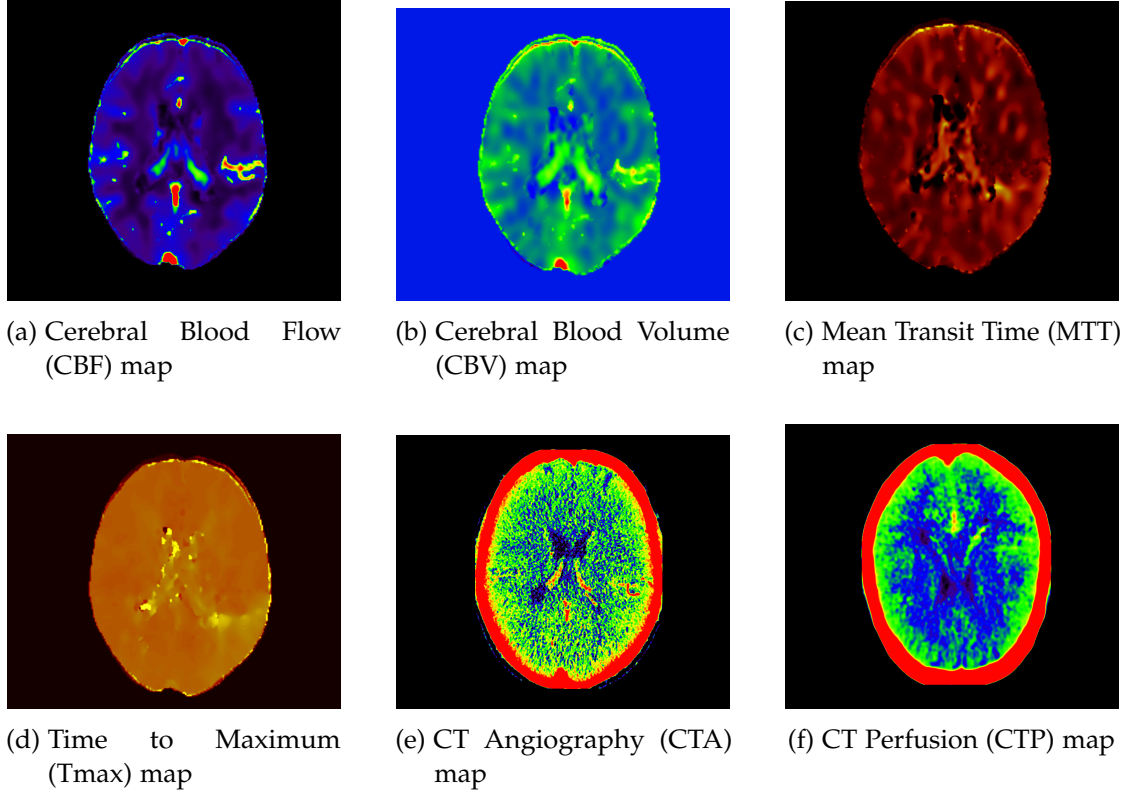 (a) Cerebral Blood Flow
(CBF) map
(b) Cerebral Blood Volume
(CBV) map
(c) Mean Transit Time (MTT)
map
(d) Time to Maximum
(Tmax) map
(e) CT Angiography (CTA)
map
(f) CT Perfusion (CTP) map